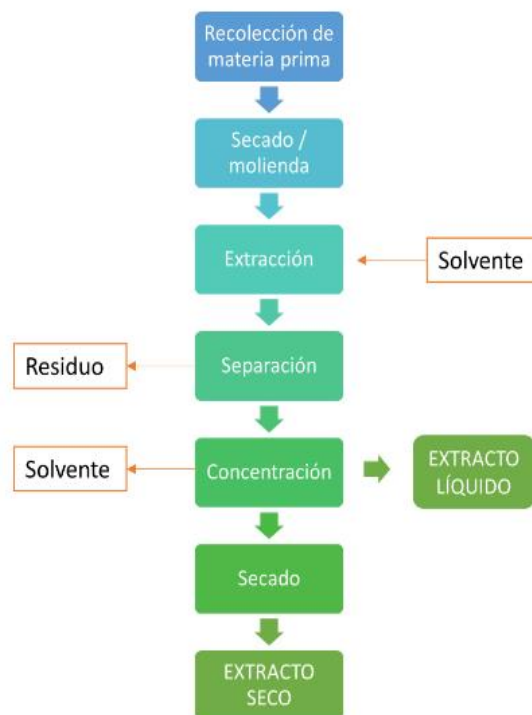 Recolección de
materia prima
Secado /
molienda
Extracción
Solvente
Residuo
Separación
Solvente
Concentración
EXTRACTO
LÍQUIDO
Secado
EXTRACTO
SECO